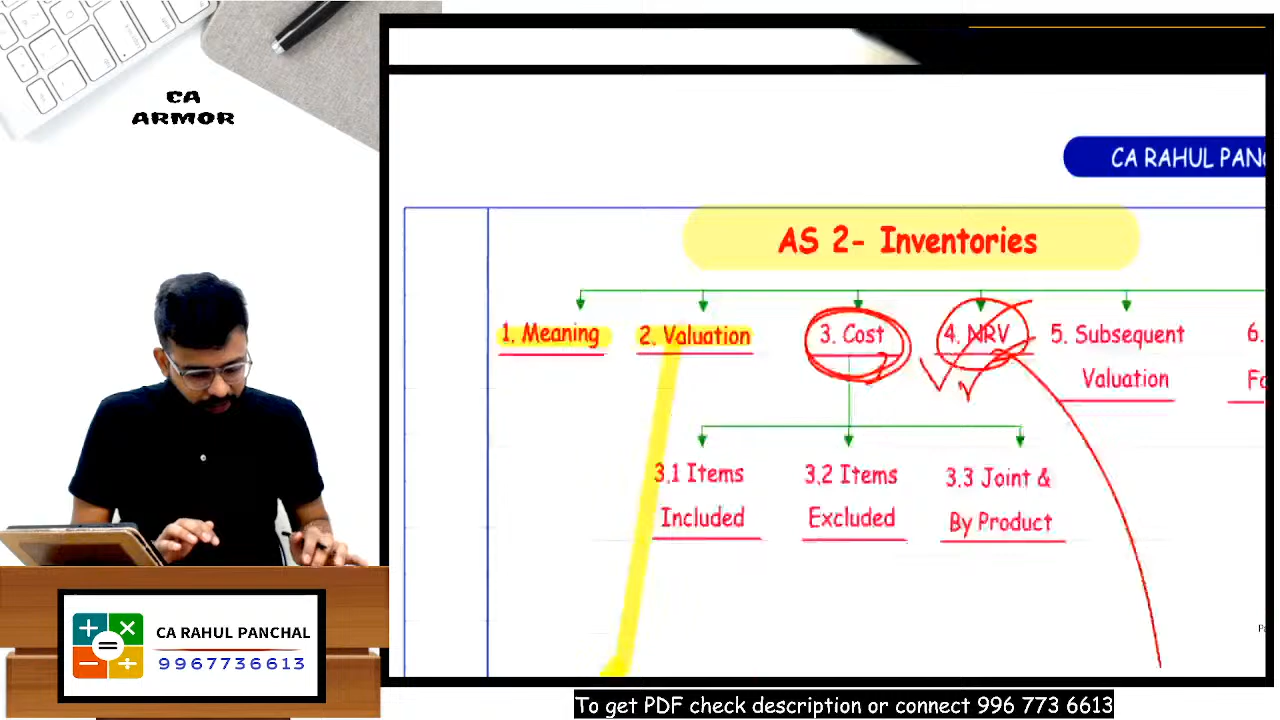 CA
ARMOR
CA RAHUL PAN
AS 2- Inventories
1. Meaning
2. Valuation
3. Cost
4. NRV
5. Subsequent
Valuation
6.
3.1 Items
Included
3.2 Items
Excluded
3.3 Joint &
By Product
CA RAHUL PANCHAL
9967736613
To get PDF check description or connect 996 773 6613